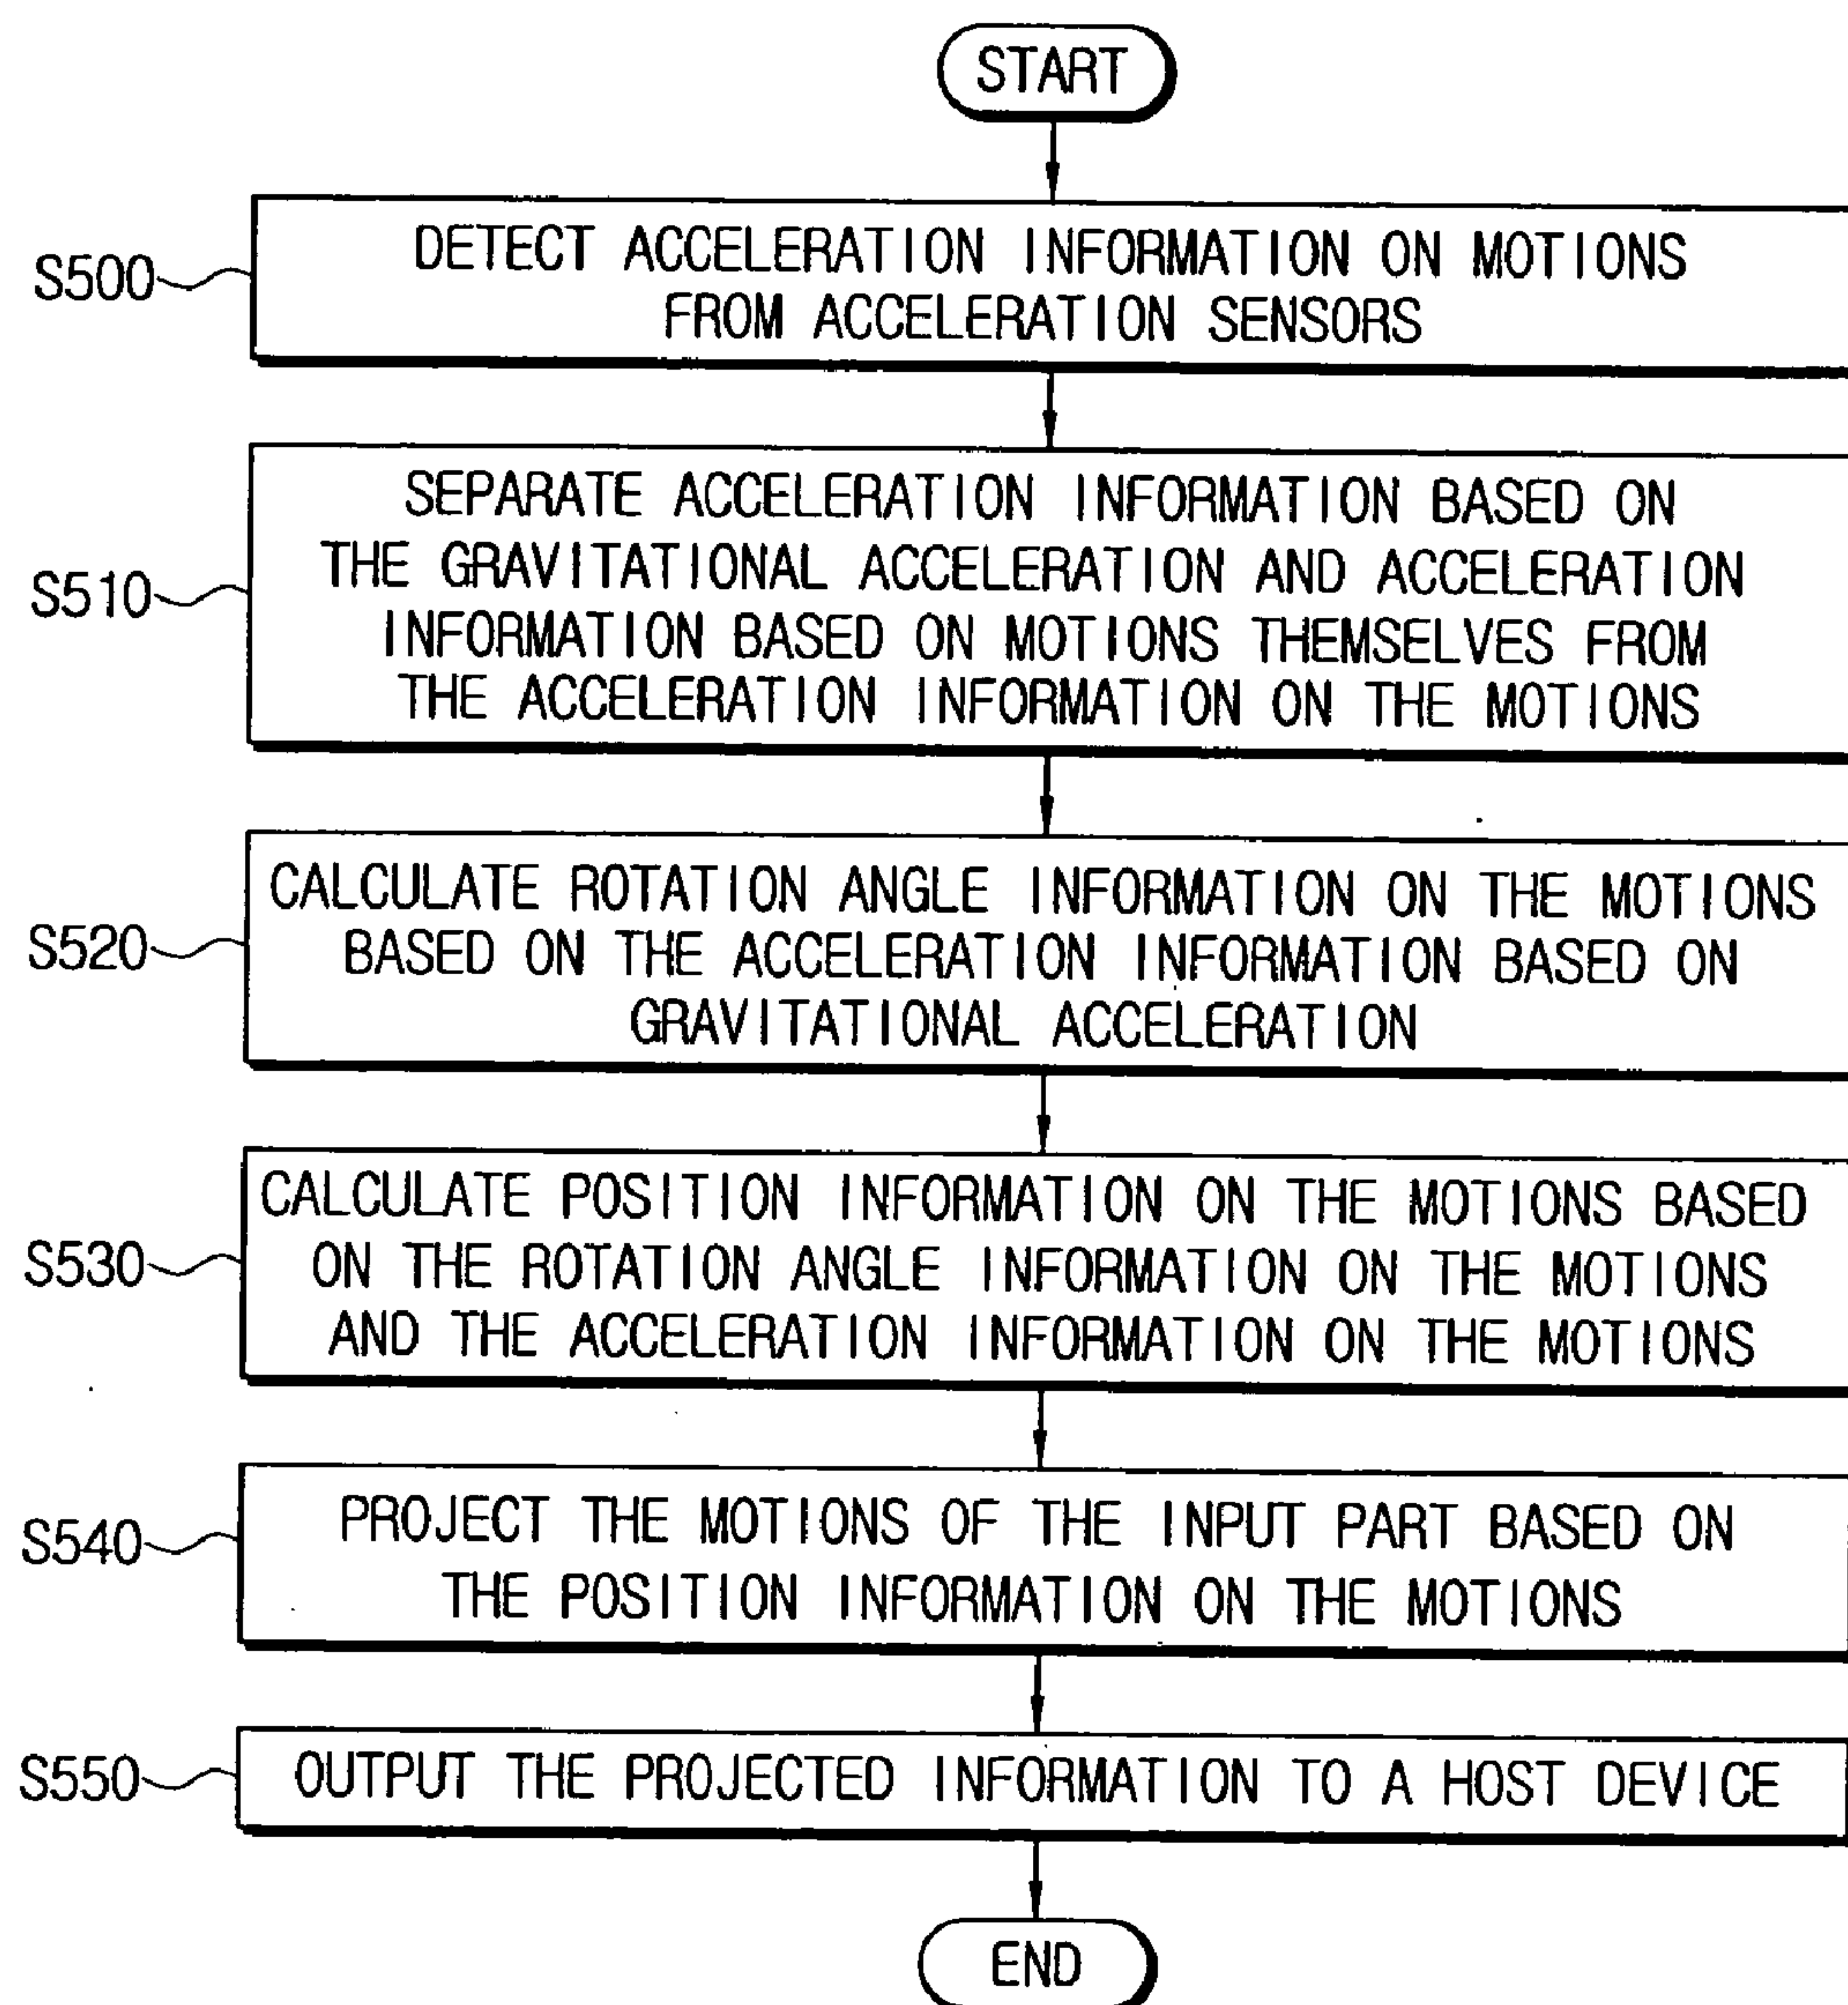 START
S500
DETECT ACCELERATION INFORMATION ON MOTIONS
FROM ACCELERATION SENSORS
S510
SEPARATE ACCELERATION INFORMATION BASED ON
THE GRAVITATIONAL ACCELERATION AND ACCELERATION
INFORMATION BASED ON MOTIONS THEMSELVES FROM
THE ACCELERATION INFORMATION ON THE MOTIONS
S520
CALCULATE ROTATION ANGLE INFORMATION ON THE MOTIONS
BASED ON THE ACCELERATION INFORMATION BASED ON
GRAVITATIONAL ACCELERATION
S530
CALCULATE POSITION INFORMATION ON THE MOTIONS BASED
ON THE ROTATION ANGLE INFORMATION ON THE MOTIONS
AND THE ACCELERATION INFORMATION ON THE MOTIONS
S540
PROJECT THE MOTIONS OF THE INPUT PART BASED ON
THE POSITION INFORMATION ON THE MOTIONS
S550
OUTPUT THE PROJECTED INFORMATION TO A HOST DEVICE
END